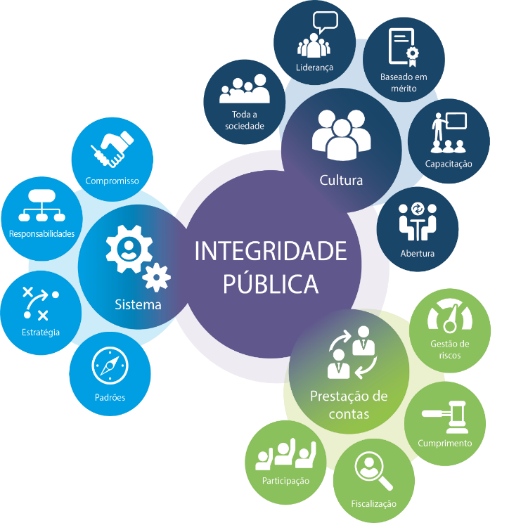 Liderança
Baseado em
mérito
Toda a
sociedade
Capacitação
Cultura
Abertura
Compromisso
Responsabilidades
Sistema
Estratégia
Padrões
INTEGRIDADE
PÚBLICA
Gestão de
riscos
Prestação de
contas
Cumprimento
Participação
Fiscalização